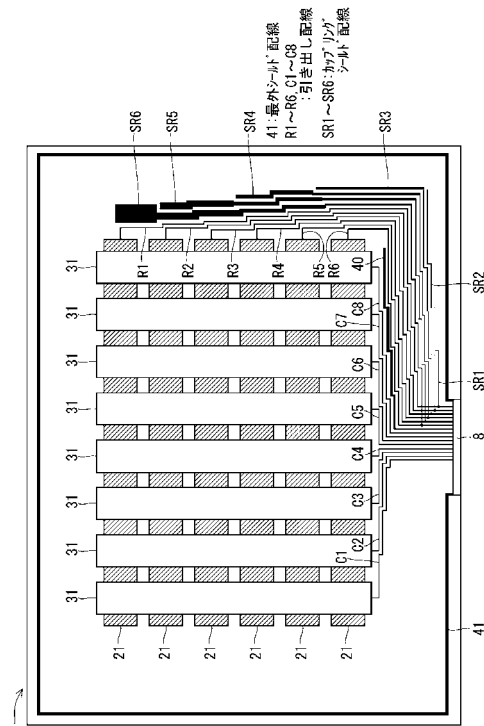 SR6
SR5
SR4
SR3
SR2
SR1
41:最外シールド配線
R1～R6, C1～C8
:引き出し配線
SR1～SR6:カップリング
シールド配線
31
31
31
31
31
31
31
31
R1
R2
R3
R4
R5
R6
40
C8
C7
C6
C5
C4
C3
C2
C1
21
21
21
21
21
21
8
41